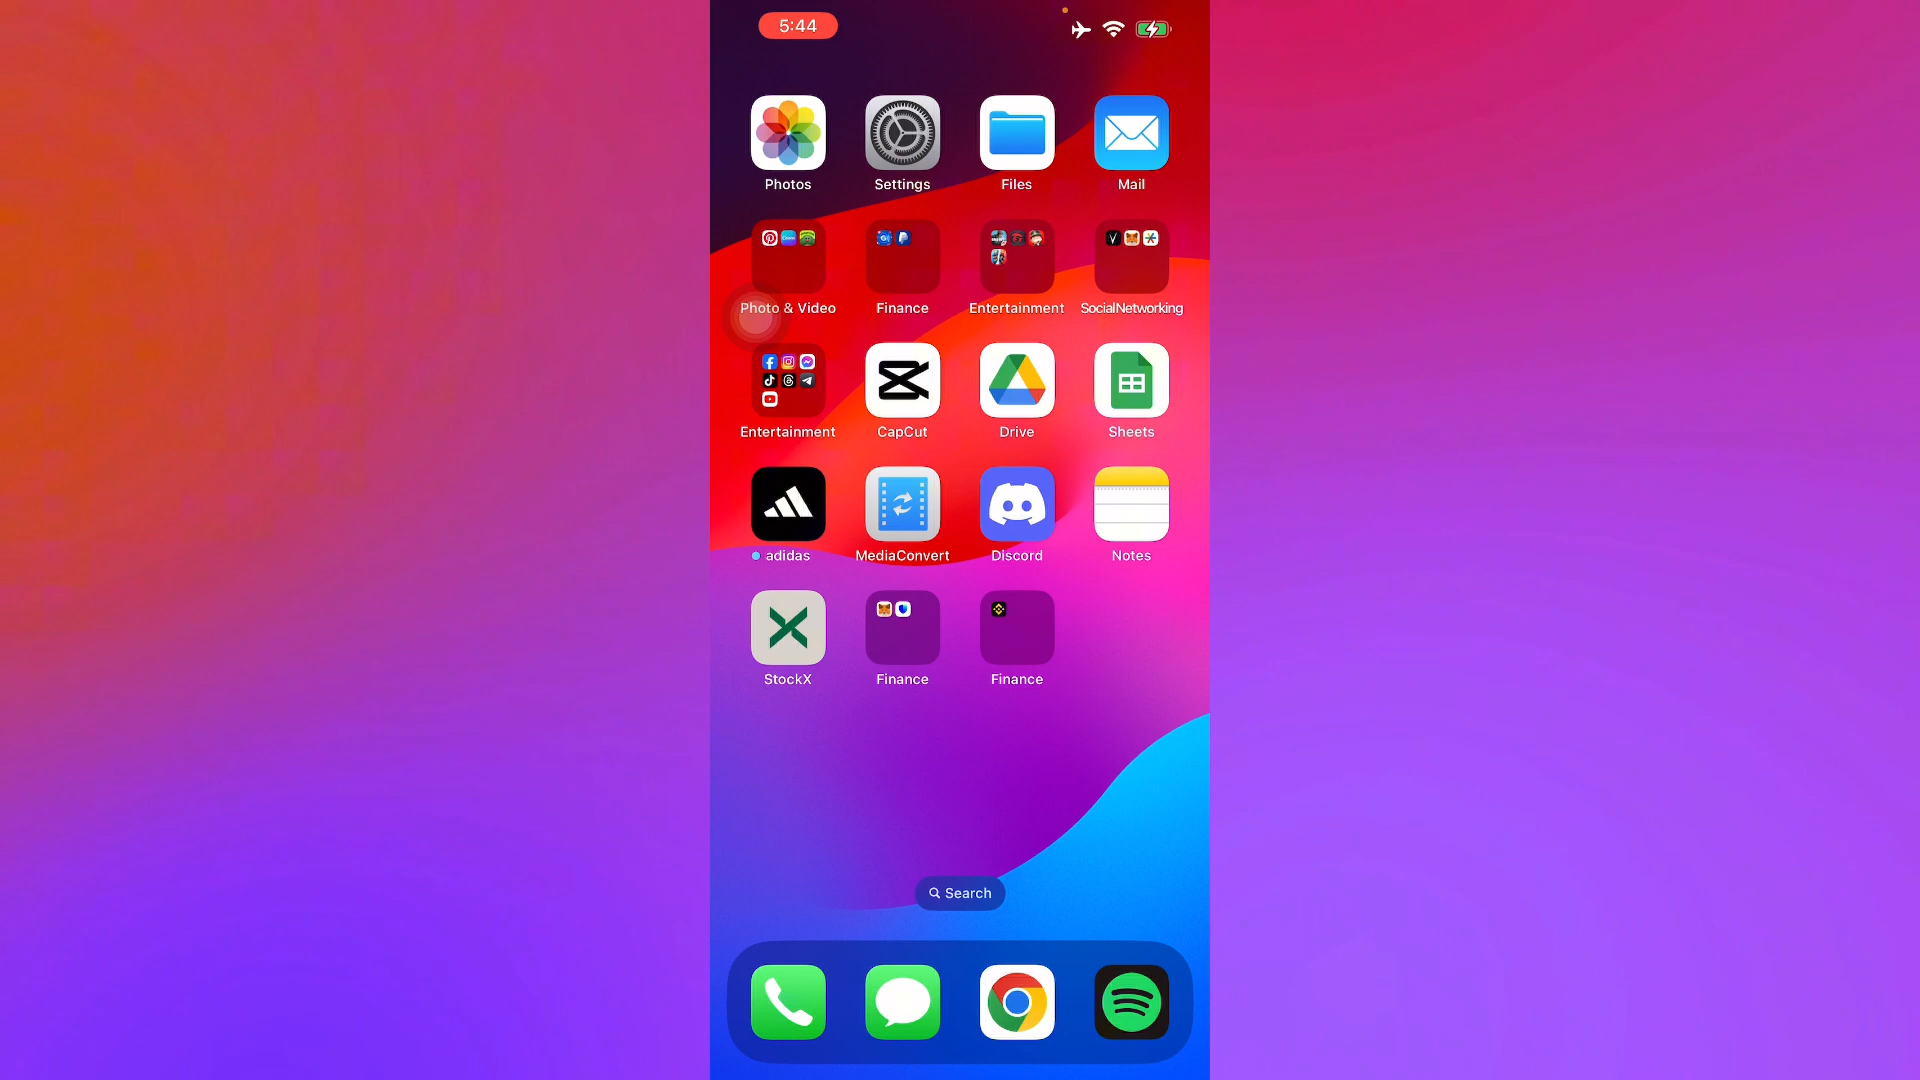 5:44
Photos Settings Files Mail
Photo & Video Finance Entertainment SocialNetworking
Entertainment CapCut Drive Sheets
adidas MediaConvert Discord Notes
StockX Finance Finance
Search